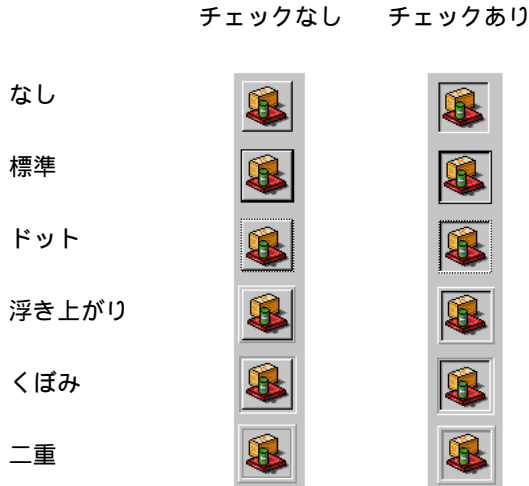 チェックなし チェックあり
なし
標準
ドット
浮き上がり
くぼみ
二重